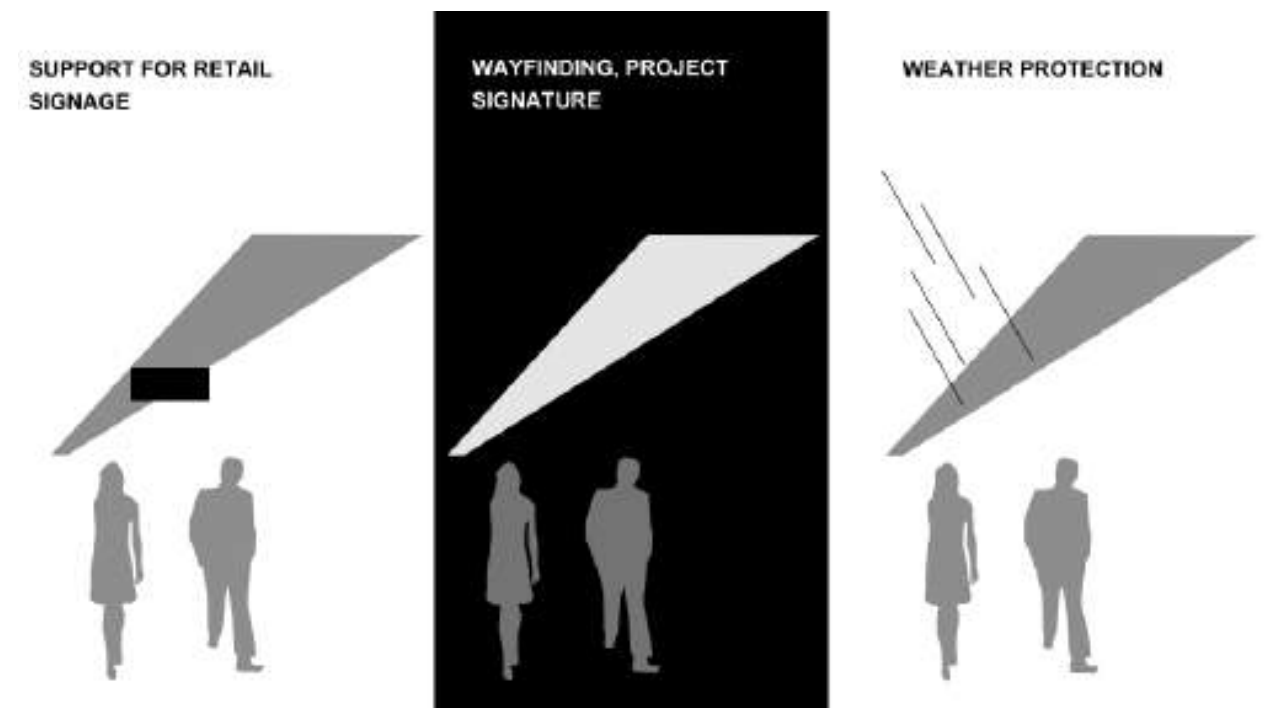 SUPPORT FOR RETAIL
SIGNAGE
WAYFINDING, PROJECT
SIGNATURE
WEATHER PROTECTION